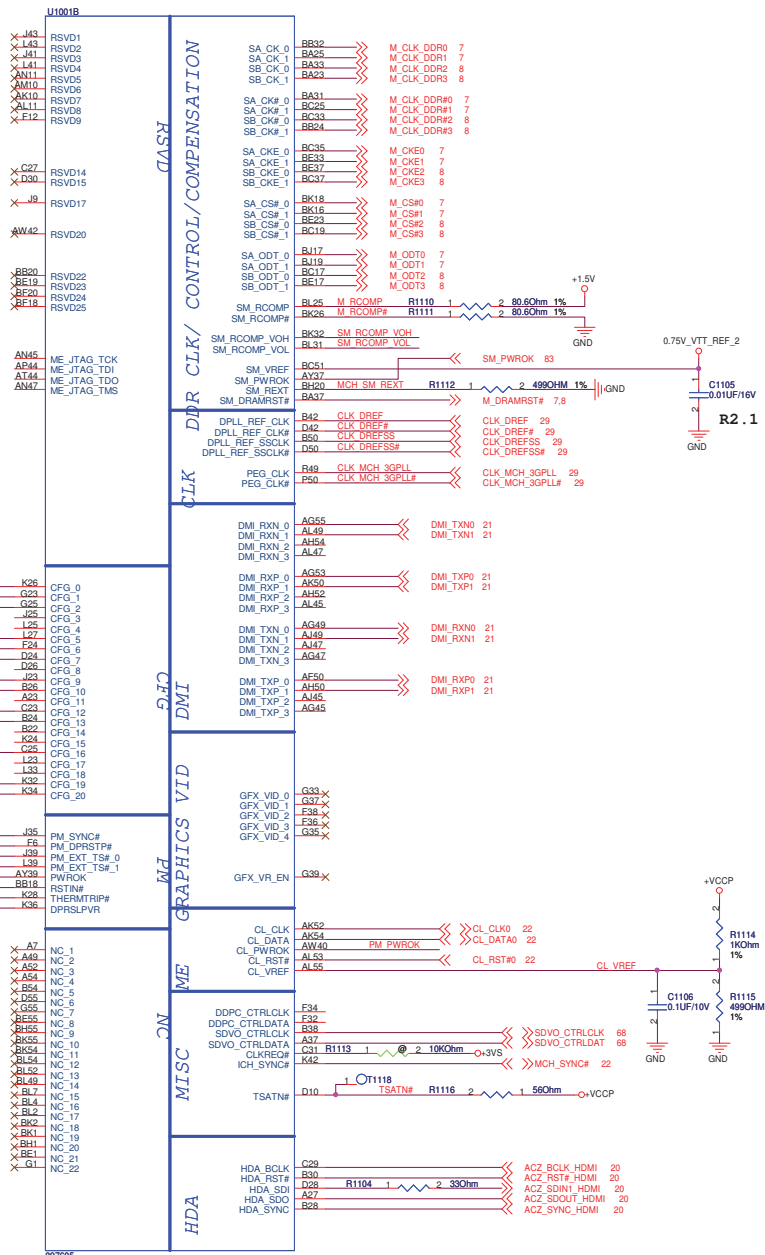 U1001B
J43 RSVD1
L43 RSVD2
J41 RSVD3
L41 RSVD4
AN11 RSVD5
AM10 RSVD6
AK10 RSVD7
AL11 RSVD8
F12 RSVD9
C27 RSVD14
D30 RSVD15
J9 RSVD17
AW42 RSVD20
BB20 RSVD22
BE19 RSVD23
BF20 RSVD24
BF18 RSVD25
AN45 ME_JTAG_TCK
AP44 ME_JTAG_TDI
AT44 ME_JTAG_TDO
AN47 ME_JTAG_TMS
K26 CFG_0
G23 CFG_1
G25 CFG_2
J25 CFG_3
L25 CFG_4
L27 CFG_5
F24 CFG_6
D24 CFG_7
D26 CFG_8
J23 CFG_9
B26 CFG_10
A23 CFG_11
C23 CFG_12
B24 CFG_13
B22 CFG_14
K24 CFG_15
C25 CFG_16
L23 CFG_17
L33 CFG_18
K32 CFG_19
K34 CFG_20
J35 PM_SYNC#
F6 PM_DPRSTP#
J39 PM_EXT_TS#_0
L39 PM_EXT_TS#_1
AY39 PWROK
BB18 RSTIN#
K28 THERMTRIP#
K36 DPRSLPVR
A7 NC_1
A49 NC_2
A52 NC_3
A54 NC_4
B54 NC_5
D55 NC_6
G55 NC_7
BE55 NC_8
BH55 NC_9
BK55 NC_10
BK54 NC_11
BL54 NC_12
BL52 NC_13
BL49 NC_14
BL7 NC_15
BL4 NC_16
BL2 NC_17
BK2 NC_18
BK1 NC_19
BH1 NC_20
BE1 NC_21
G1 NC_22
RSVD
CFG
PM
NC
DDR CLK/ CONTROL/COMPENSATION
CLK
DMI
GRAPHICS VID
ME
MISC
HDA
SA_CK_0 BB32 M_CLK_DDR0 7
SA_CK_1 BA25 M_CLK_DDR1 7
SB_CK_0 BA33 M_CLK_DDR2 8
SB_CK_1 BA23 M_CLK_DDR3 8
SA_CK#_0 BA31 M_CLK_DDR#0 7
SA_CK#_1 BC25 M_CLK_DDR#1 7
SB_CK#_0 BC33 M_CLK_DDR#2 8
SB_CK#_1 BB24 M_CLK_DDR#3 8
SA_CKE_0 BC35 M_CKE0 7
SA_CKE_1 BE33 M_CKE1 7
SB_CKE_0 BE37 M_CKE2 8
SB_CKE_1 BC37 M_CKE3 8
SA_CS#_0 BK18 M_CS#0 7
SA_CS#_1 BK16 M_CS#1 7
SB_CS#_0 BE23 M_CS#2 8
SB_CS#_1 BC19 M_CS#3 8
SA_ODT_0 BJ17 M_ODT0 7
SA_ODT_1 BJ19 M_ODT1 7
SB_ODT_0 BC17 M_ODT2 8
SB_ODT_1 BE17 M_ODT3 8
+1.5V
SM_RCOMP BL25 M_RCOMP R1110 1 2 80.6Ohm 1%
SM_RCOMP# BK26 M_RCOMP# R1111 1 2 80.6Ohm 1%
GND
SM_RCOMP_VOH BK32 SM_RCOMP_VOH
SM_RCOMP_VOL BL31 SM_RCOMP_VOL
0.75V_VTT_REF_2
SM_VREF BC51 SM_PWROK 83
SM_PWROK AY37
SM_REXT BH20 MCH_SM_REXT R1112 1 2 499OHM 1% GND
SM_DRAMRST# BA37 M_DRAMRST# 7,8
1 C1105
0.01UF/16V
2
R2.1
GND
DPLL_REF_CLK B42 CLK_DREF CLK_DREF 29
DPLL_REF_CLK# D42 CLK_DREF# CLK_DREF# 29
DPLL_REF_SSCLK B50 CLK_DREFSS CLK_DREFSS 29
DPLL_REF_SSCLK# D50 CLK_DREFSS# CLK_DREFSS# 29
PEG_CLK R49 CLK_MCH_3GPLL CLK_MCH_3GPLL 29
PEG_CLK# P50 CLK_MCH_3GPLL# CLK_MCH_3GPLL# 29
DMI_RXN_0 AG55 DMI_TXN0 21
DMI_RXN_1 AL49 DMI_TXN1 21
DMI_RXN_2 AH54
DMI_RXN_3 AL47
DMI_RXP_0 AG53 DMI_TXP0 21
DMI_RXP_1 AK50 DMI_TXP1 21
DMI_RXP_2 AH52
DMI_RXP_3 AL45
DMI_TXN_0 AG49 DMI_RXN0 21
DMI_TXN_1 AJ49 DMI_RXN1 21
DMI_TXN_2 AJ47
DMI_TXN_3 AG47
DMI_TXP_0 AF50 DMI_RXP0 21
DMI_TXP_1 AH50 DMI_RXP1 21
DMI_TXP_2 AJ45
DMI_TXP_3 AG45
GFX_VID_0 G33
GFX_VID_1 G37
GFX_VID_2 F38
GFX_VID_3 F36
GFX_VID_4 G35
GFX_VR_EN G39
+VCCP
2 R1114
1KOhm
1%
1
CL_CLK AK52 CL_CLK0 22
CL_DATA AK54 CL_DATA0 22
CL_PWROK AW40 PM_PWROK
CL_RST# AL53 CL_RST#0 22
CL_VREF AL55 CL_VREF
1 C1106
0.1UF/10V
2
GND
1 R1115
499OHM
1%
2
GND
DDPC_CTRLCLK F34
DDPC_CTRLDATA F32
SDVO_CTRLCLK B38 SDVO_CTRLCLK 68
SDVO_CTRLDATA A37 SDVO_CTRLDAT 68
CLKREQ# C31 R1113 1 @ 2 10KOhm +3VS
ICH_SYNC# K42 MCH_SYNC# 22
1 T1118
TSATN# D10 TSATN# R1116 2 1 56Ohm +VCCP
HDA_BCLK C29 ACZ_BCLK_HDMI 20
HDA_RST# B30 ACZ_RST#_HDMI 20
HDA_SDI D28 R1104 1 2 33Ohm ACZ_SDIN1_HDMI 20
HDA_SDO A27 ACZ_SDOUT_HDMI 20
HDA_SYNC B28 ACZ_SYNC_HDMI 20